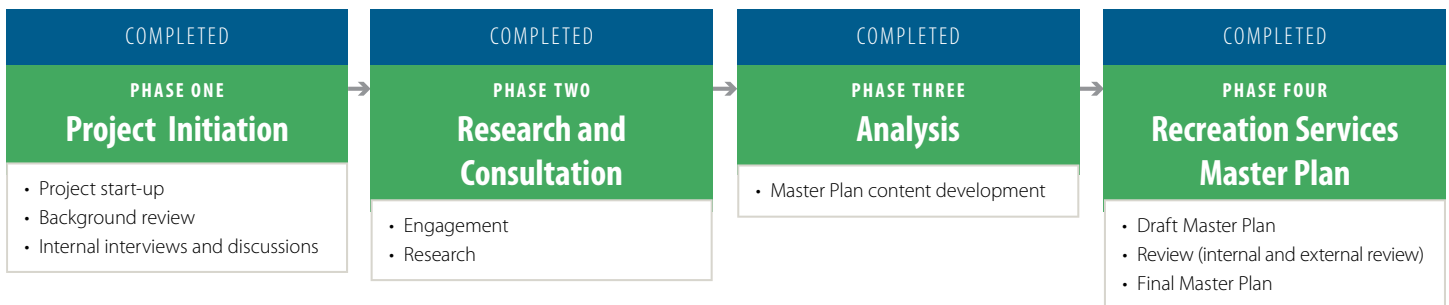 COMPLETED
PHASE ONE
Project Initiation
• Project start-up
• Background review
• Internal interviews and discussions
COMPLETED
PHASE TWO
Research and
Consultation
• Engagement
• Research
COMPLETED
PHASE THREE
Analysis
• Master Plan content development
COMPLETED
PHASE FOUR
Recreation Services
Master Plan
• Draft Master Plan
• Review (internal and external review)
• Final Master Plan